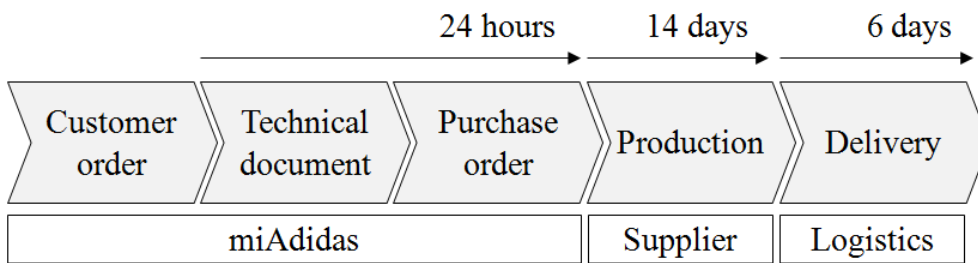 24 hours
14 days
6 days
Customer order
Technical document
Purchase order
Production
Delivery
miAdidas
Supplier
Logistics